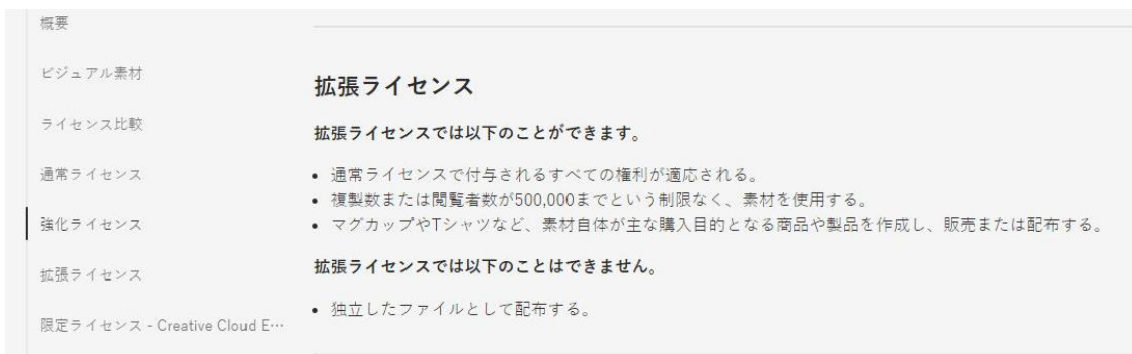 概要
ビジュアル素材
ライセンス比較
通常ライセンス
強化ライセンス
拡張ライセンス
限定ライセンス - Creative Cloud E…
拡張ライセンス
拡張ライセンスでは以下のことができます。
• 通常ライセンスで付与されるすべての権利が適応される。
• 複製数または閲覧者数が500,000までという制限なく、素材を使用する。
• マグカップやTシャツなど、素材自体が主な購入目的となる商品や製品を作成し、販売または配布する。
拡張ライセンスでは以下のことはできません。
• 独立したファイルとして配布する。